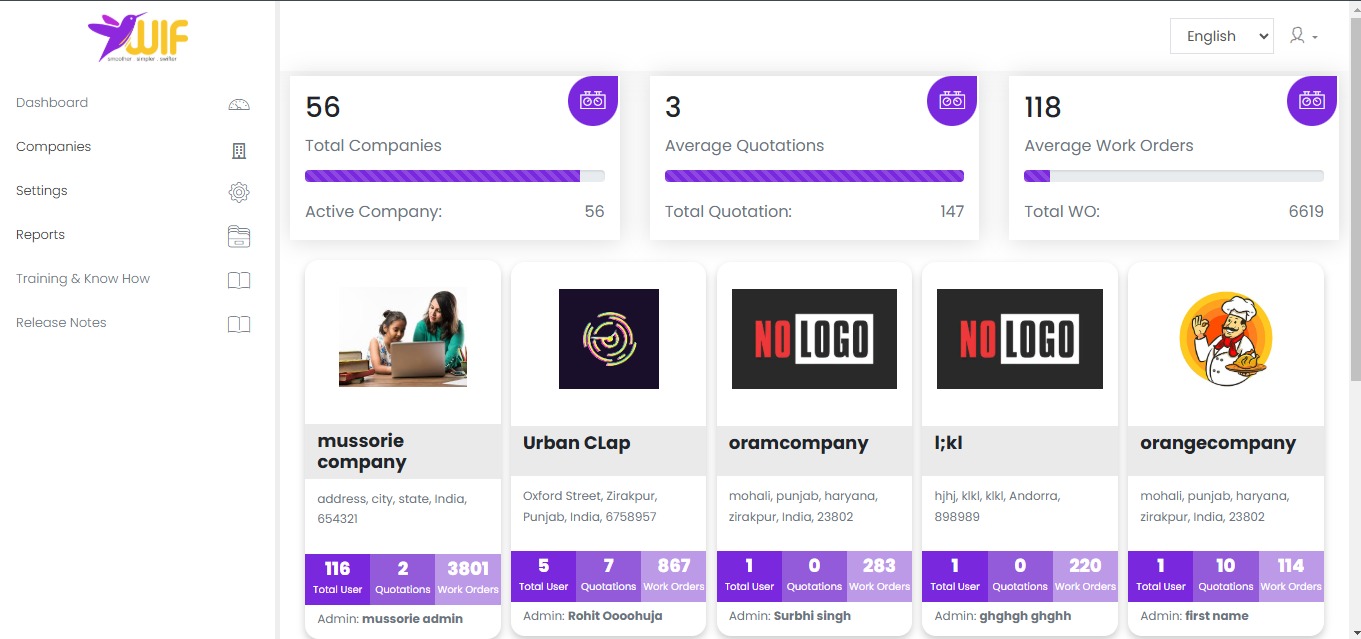 WIF
smoother . simpler . swifter
English
Dashboard
Companies
Settings
Reports
Training & Know How
Release Notes
56
Total Companies
Active Company: 56
3
Average Quotations
Total Quotation: 147
118
Average Work Orders
Total WO: 6619
mussorie
company
address, city, state, India,
654321
116 2 3801
Total User Quotations Work Orders
Admin: mussorie admin
Urban CLap
Oxford Street, Zirakpur,
Punjab, India, 6758957
5 7 867
Total User Quotations Work Orders
Admin: Rohit Oooohuja
NO LOGO
oramcompany
mohali, punjab, haryana,
zirakpur, India, 23802
1 0 283
Total User Quotations Work Orders
Admin: Surbhi singh
NO LOGO
l;kl
hjhj, klkl, klkl, Andorra,
898989
1 0 220
Total User Quotations Work Orders
Admin: ghghgh ghghh
orangecompany
mohali, punjab, haryana,
zirakpur, India, 23802
1 10 114
Total User Quotations Work Orders
Admin: first name